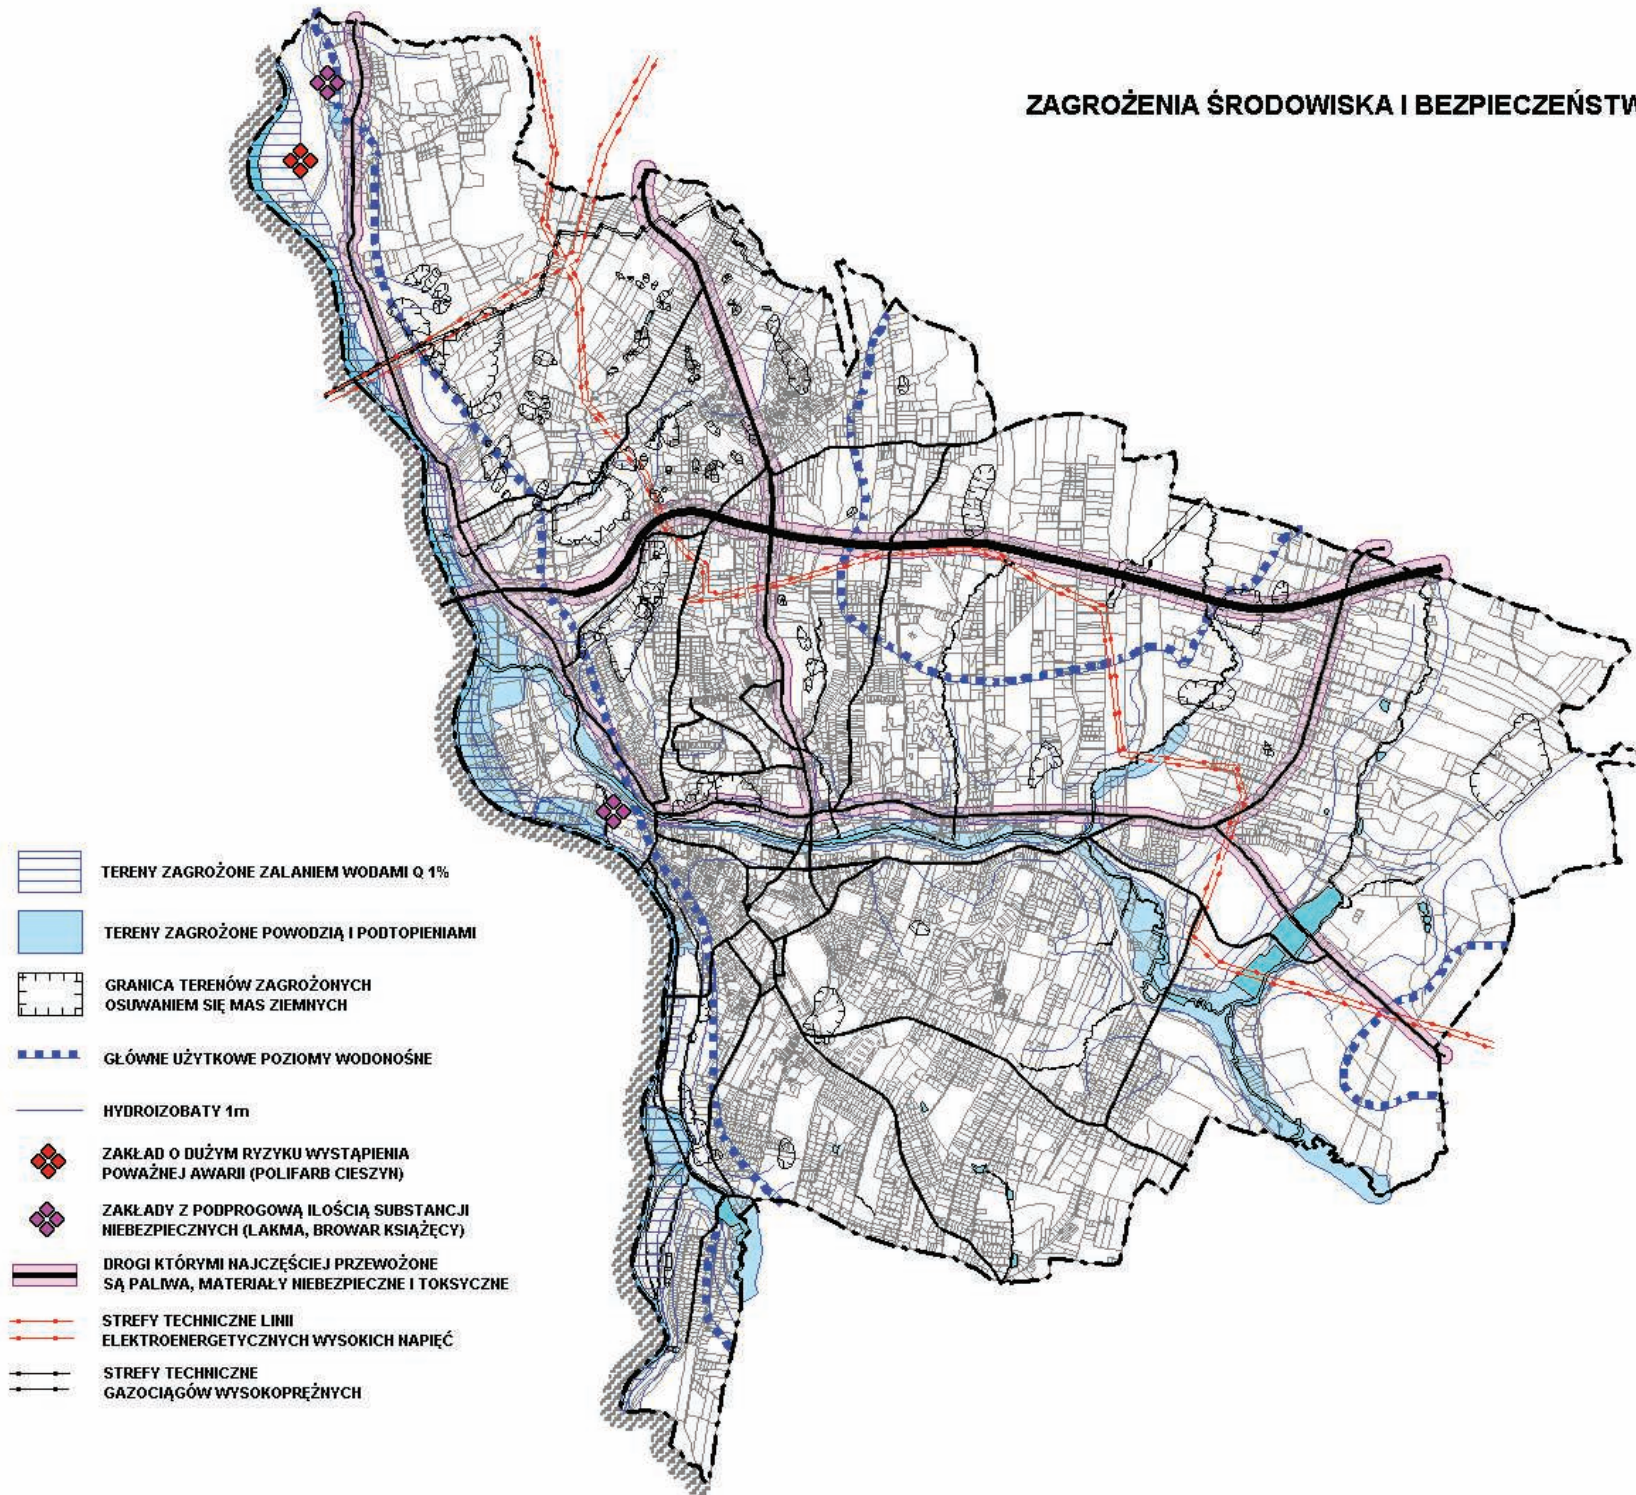 ZAGROŻENIA ŚRODOWISKA I BEZPIECZEŃSTW
TERENY ZAGROŻONE ZALANIEM WODAMI Q 1%
TERENY ZAGROŻONE POWODZIĄ I PODTOPIENIAMI
GRANICA TERENÓW ZAGROŻONYCH
OSUWANIEM SIĘ MAS ZIEMNYCH
GŁÓWNE UŻYTKOWE POZIOMY WODONOŚNE
HYDROIZOBATY 1m
ZAKŁAD O DUŻYM RYZYKU WYSTĄPIENIA
POWAŻNEJ AWARII (POLIFARB CIESZYN)
ZAKŁADY Z PODPROGOWĄ ILOŚCIĄ SUBSTANCJI
NIEBEZPIECZNYCH (LAKMA, BROWAR KSIĄŻĘCY)
DROGI KTÓRYMI NAJCZĘŚCIEJ PRZEWOŻONE
SĄ PALIWA, MATERIAŁY NIEBEZPIECZNE I TOKSYCZNE
STREFY TECHNICZNE LINII
ELEKTROENERGETYCZNYCH WYSOKICH NAPIĘĆ
STREFY TECHNICZNE
GAZOCIĄGÓW WYSOKOPRĘŻNYCH